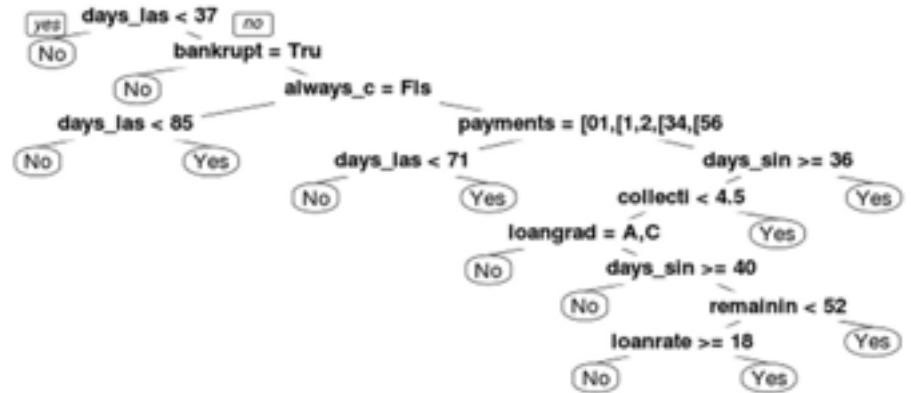 days_las < 37
yes no
No bankrupt = Tru
No always_c = Fls
days_las < 85 payments = [01,[1,2,[34,[56
No Yes days_las < 71 days_sin >= 36
No Yes collecti < 4.5 Yes
loangrad = A,C Yes
No days_sin >= 40
No remainin < 52
loanrate >= 18 Yes
No Yes